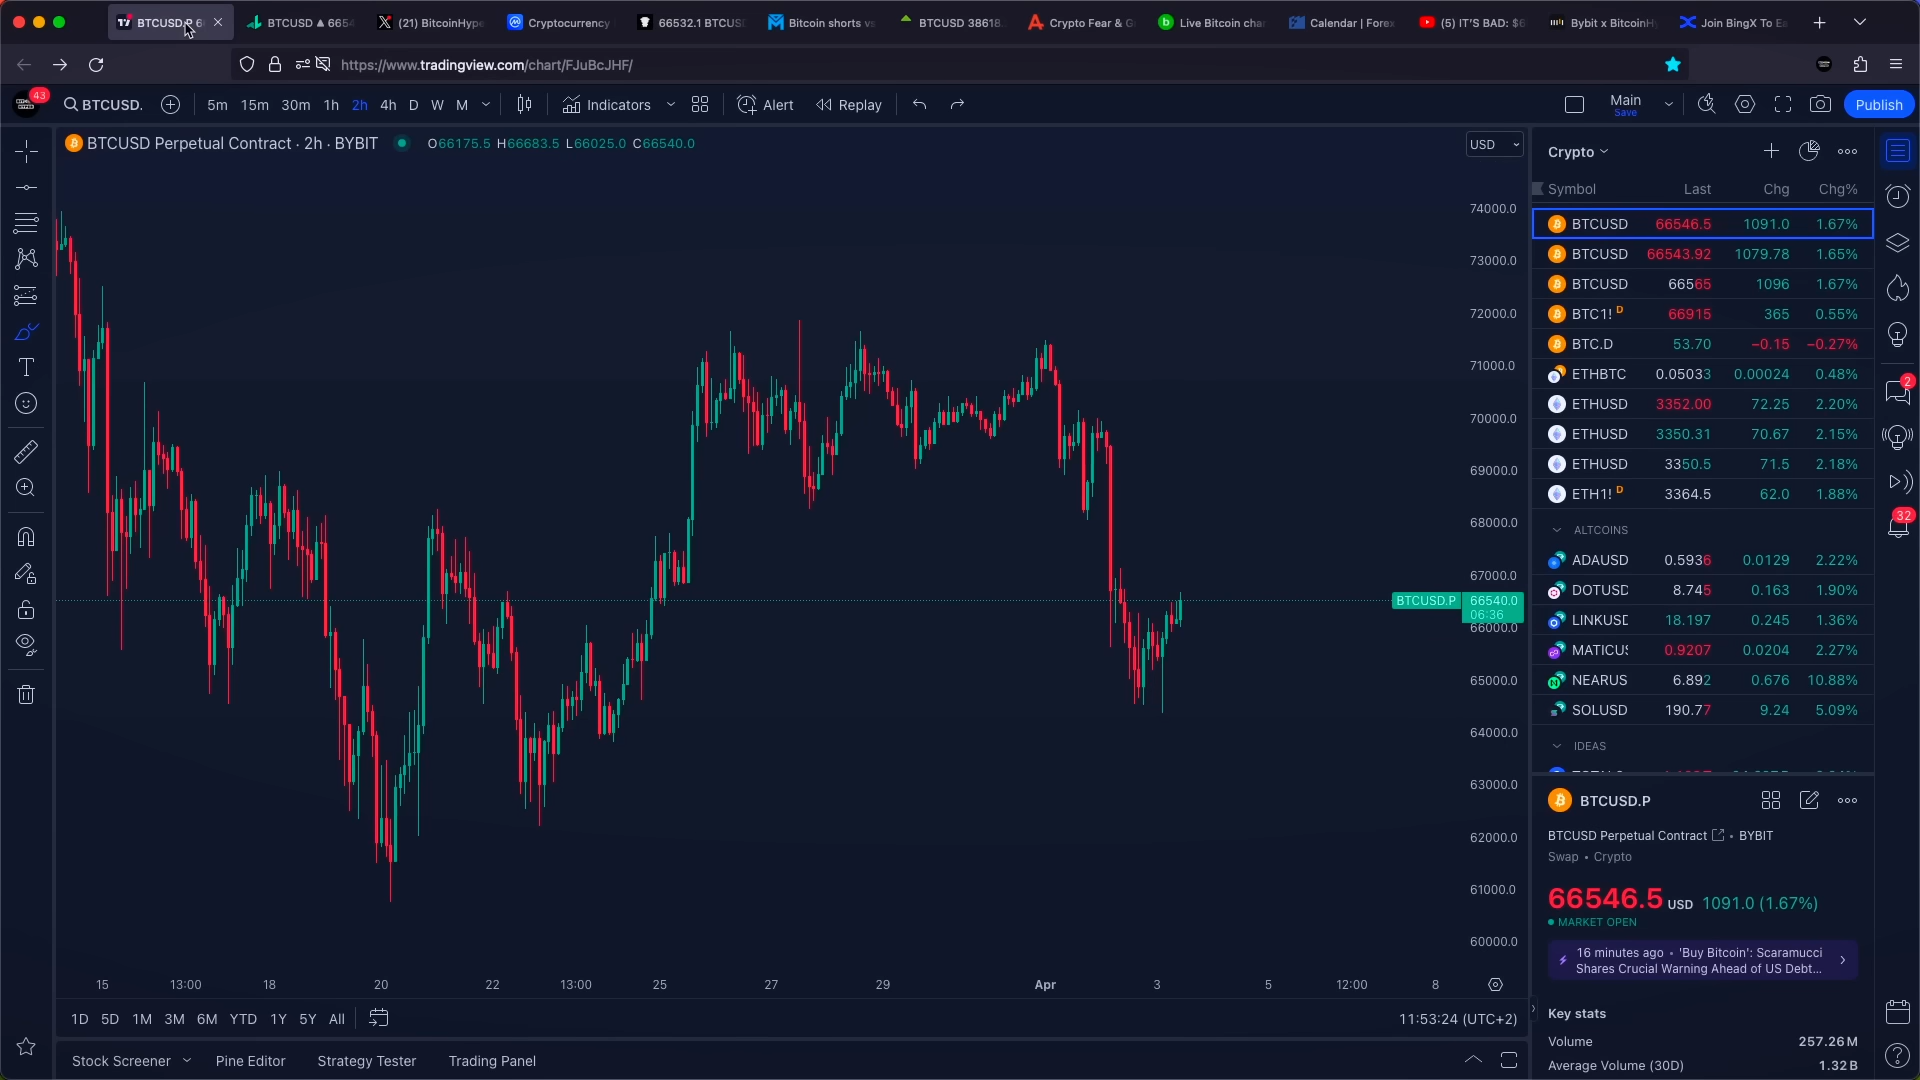 BTCUSD.P 6
BTCUSD ▲ 6654
(21) BitcoinHype
Cryptocurrency
66532.1 BTCUS
Bitcoin shorts vs
BTCUSD 38618.
Crypto Fear & G
Live Bitcoin char
Calendar | Forex
(5) IT'S BAD: $6
Bybit x BitcoinHy
Join BingX To Ea
https://www.tradingview.com/chart/FJuBcJHF/
43
BTCUSD.
5m 15m 30m 1h 2h 4h D W M
Indicators
Alert
Replay
Main
Save
Publish
BTCUSD Perpetual Contract · 2h · BYBIT
O66175.5 H66683.5 L66025.0 C66540.0
USD
74000.0
73000.0
72000.0
71000.0
70000.0
69000.0
68000.0
67000.0
BTCUSD.P 66540.0
06:36
66000.0
65000.0
64000.0
63000.0
62000.0
61000.0
60000.0
15 13:00 18 20 22 13:00 25 27 29 Apr 3 5 12:00 8
1D 5D 1M 3M 6M YTD 1Y 5Y All
11:53:24 (UTC+2)
Stock Screener
Pine Editor
Strategy Tester
Trading Panel
Crypto
Symbol Last Chg Chg%
BTCUSD 66546.5 1091.0 1.67%
BTCUSD 66543.92 1079.78 1.65%
BTCUSD 66565 1096 1.67%
BTC1! D 66915 365 0.55%
BTC.D 53.70 −0.15 −0.27%
ETHBTC 0.05033 0.00024 0.48%
ETHUSD 3352.00 72.25 2.20%
ETHUSD 3350.31 70.67 2.15%
ETHUSD 3350.5 71.5 2.18%
ETH1! D 3364.5 62.0 1.88%
ALTCOINS
ADAUSD 0.5936 0.0129 2.22%
DOTUSD 8.745 0.163 1.90%
LINKUSD 18.197 0.245 1.36%
MATICUS 0.9207 0.0204 2.27%
NEARUS 6.892 0.676 10.88%
SOLUSD 190.77 9.24 5.09%
IDEAS
2
32
BTCUSD.P
BTCUSD Perpetual Contract • BYBIT
Swap • Crypto
66546.5 USD 1091.0 (1.67%)
MARKET OPEN
16 minutes ago • 'Buy Bitcoin': Scaramucci
Shares Crucial Warning Ahead of US Debt...
Key stats
Volume 257.26M
Average Volume (30D) 1.32B